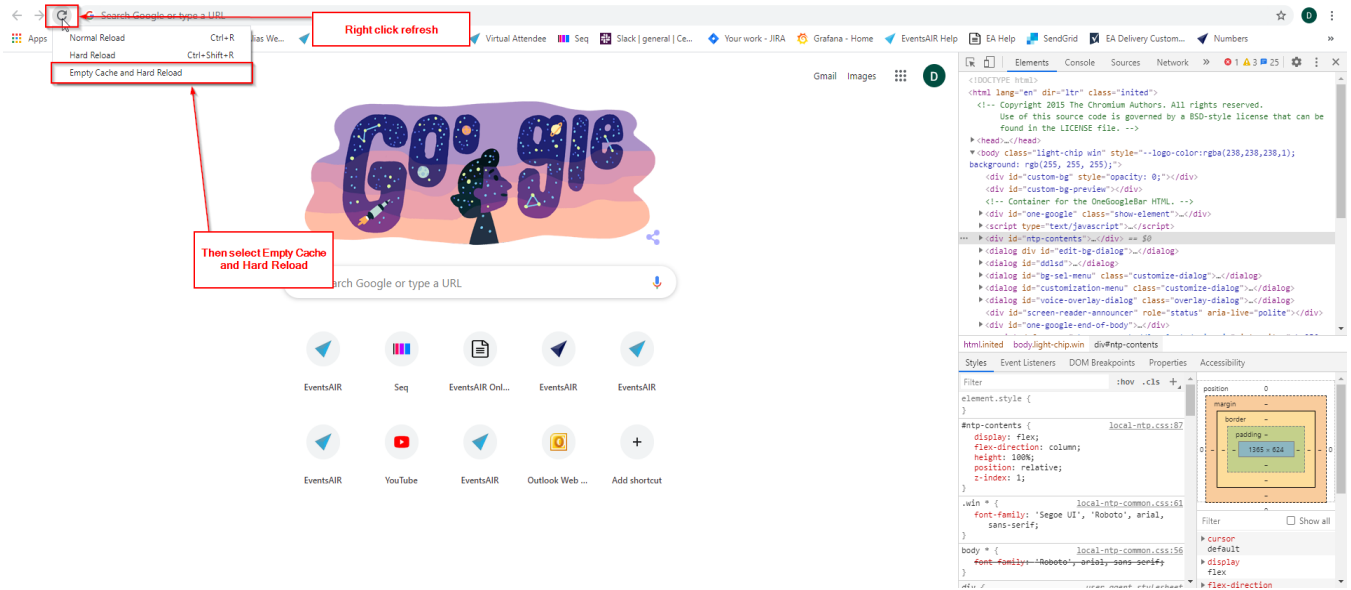 Search Google or type a URL
D
Right click refresh
Apps
ias We...
Virtual Attendee
Seq
Slack | general | Ce...
Your work - JIRA
Grafana - Home
EventsAIR Help
EA Help
SendGrid
EA Delivery Custom...
Numbers
»
Normal Reload Ctrl+R
Hard Reload Ctrl+Shift+R
Empty Cache and Hard Reload
Gmail Images
D
Google
Then select Empty Cache
and Hard Reload
arch Google or type a URL
EventsAIR
Seq
EventsAIR Onl...
EventsAIR
EventsAIR
EventsAIR
YouTube
EventsAIR
Outlook Web ...
Add shortcut
Elements Console Sources Network » 1 3 25
<!DOCTYPE html>
<html lang="en" dir="ltr" class="inited">
<!-- Copyright 2015 The Chromium Authors. All rights reserved.
Use of this source code is governed by a BSD-style license that can be
found in the LICENSE file. -->
<head>…</head>
<body class="light-chip win" style="--logo-color:rgba(238,238,238,1);
background: rgb(255, 255, 255);">
<div id="custom-bg" style="opacity: 0;"></div>
<div id="custom-bg-preview"></div>
<!-- Container for the OneGoogleBar HTML. -->
<div id="one-google" class="show-element">…</div>
<script type="text/javascript">…</script>
<div id="ntp-contents">…</div> == $0
<dialog div id="edit-bg-dialog">…</dialog>
<dialog id="ddlsd">…</dialog>
<dialog id="bg-sel-menu" class="customize-dialog">…</dialog>
<dialog id="customization-menu" class="customize-dialog">…</dialog>
<dialog id="voice-overlay-dialog" class="overlay-dialog">…</dialog>
<div id="screen-reader-announcer" role="status" aria-live="polite"></div>
<div id="one-google-end-of-body">…</div>
html.inited body.light-chip.win div#ntp-contents
Styles Event Listeners DOM Breakpoints Properties Accessibility
Filter :hov .cls +
element.style {
}
#ntp-contents { local-ntp.css:87
display: flex;
flex-direction: column;
height: 100%;
position: relative;
z-index: 1;
}
.win * { local-ntp-common.css:61
font-family: 'Segoe UI', 'Roboto', arial,
sans-serif;
}
body * { local-ntp-common.css:56
font-family: 'Roboto', arial, sans-serif;
}
div { user agent stylesheet
position 0
margin -
border -
padding -
0 - - - 1365 × 624 - - - 0
-
-
-
Filter Show all
cursor
default
display
flex
flex-direction